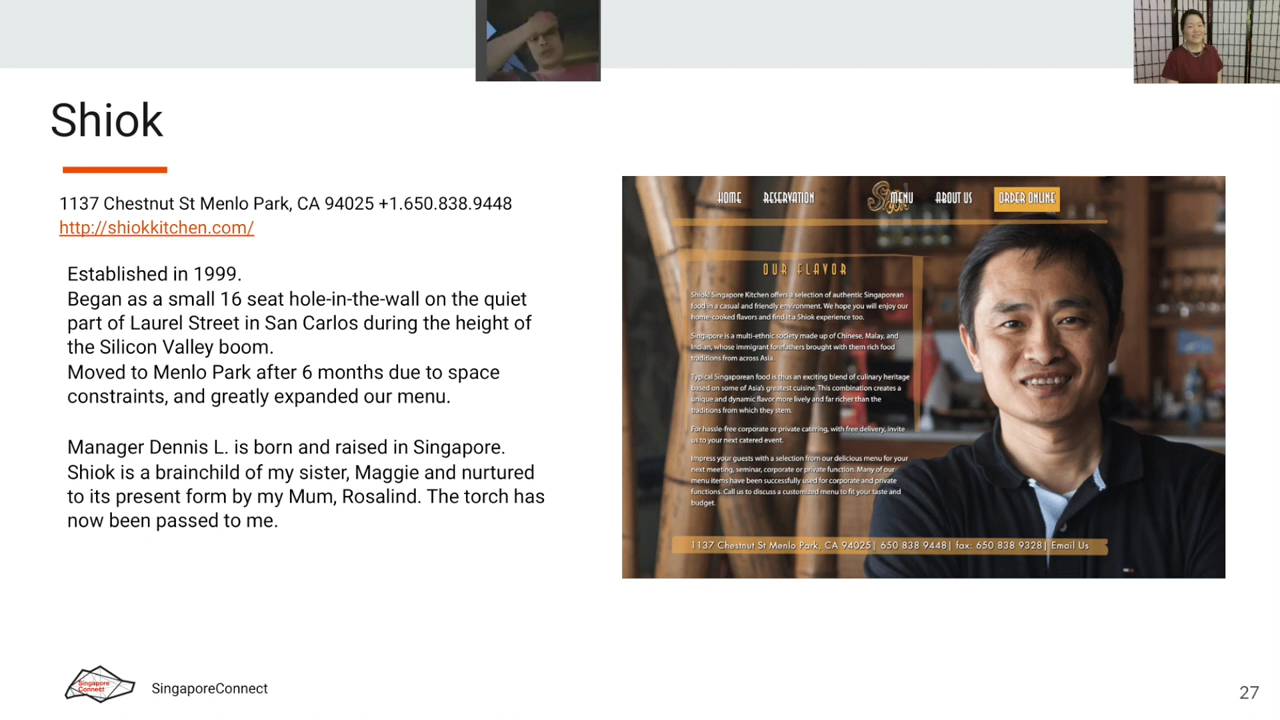 Shiok
1137 Chestnut St Menlo Park, CA 94025 +1.650.838.9448
http://shiokkitchen.com/
Established in 1999.
Began as a small 16 seat hole-in-the-wall on the quiet
part of Laurel Street in San Carlos during the height of
the Silicon Valley boom.
Moved to Menlo Park after 6 months due to space
constraints, and greatly expanded our menu.
Manager Dennis L. is born and raised in Singapore.
Shiok is a brainchild of my sister, Maggie and nurtured
to its present form by my Mum, Rosalind. The torch has
now been passed to me.
HOME RESERVATION MENU ABOUT US ORDER ONLINE
OUR FLAVOR
Shiok! Singapore Kitchen offers a selection of authentic Singaporean
food in a casual and friendly environment. We hope you will enjoy our
home-cooked flavors and find it a Shiok experience too.
Singapore is a multi-ethnic society made up of Chinese, Malay, and
Indian, whose immigrant forefathers brought with them rich food
traditions from across Asia.
Typical Singaporean food is thus an exciting blend of culinary heritage
based on some of Asia's greatest cuisine. This combination creates a
unique and dynamic flavor more lively and far richer than the
traditions from which they stem.
For hassle-free corporate or private catering, with free delivery, invite
us to your next catered event.
Impress your guests with a selection from our delicious menu for your
next meeting, seminar, corporate or private function. Many of our
menu items have been successfully used for corporate and private
functions. Call us to discuss a customized menu to fit your taste and
budget.
1137 Chestnut St Menlo Park, CA 94025| 650 838 9448| fax: 650 838 9328| Email Us
Singapore
Connect
SingaporeConnect
27